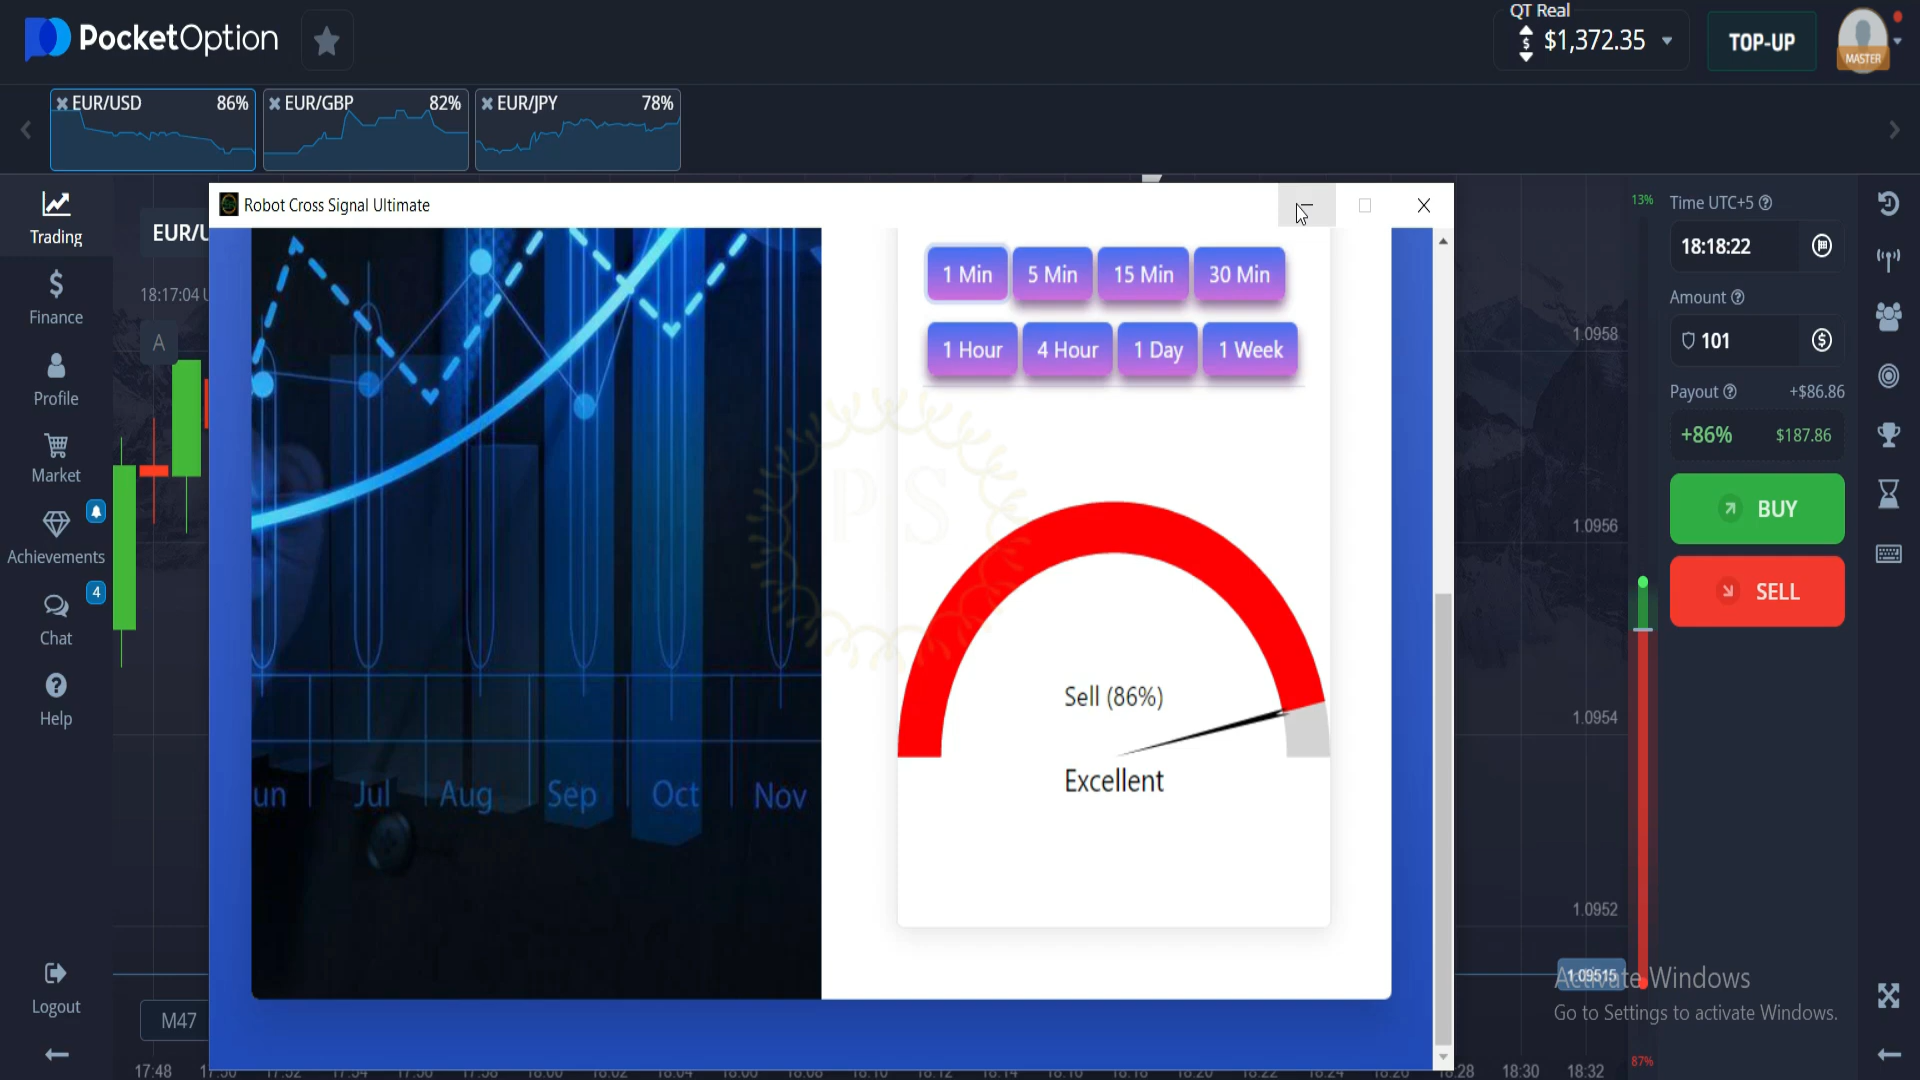 PocketOption
QT Real
$1,372.35
TOP-UP
MASTER
EUR/USD 86%
EUR/GBP 82%
EUR/JPY 78%
Trading
Finance
Profile
Market
Achievements
4
Chat
Help
Logout
EUR/U
18:17:04 U
A
M47
Robot Cross Signal Ultimate
1 Min 5 Min 15 Min 30 Min
1 Hour 4 Hour 1 Day 1 Week
PS
Sell (86%)
Excellent
un Jul Aug Sep Oct Nov
13%
Time UTC+5
18:18:22
Amount
101
Payout +$86.86
+86% $187.86
BUY
SELL
1.0958
1.0956
1.0954
1.0952
1.09515
Activate Windows
Go to Settings to activate Windows.
87%
17:48 18:28 18:30 18:32